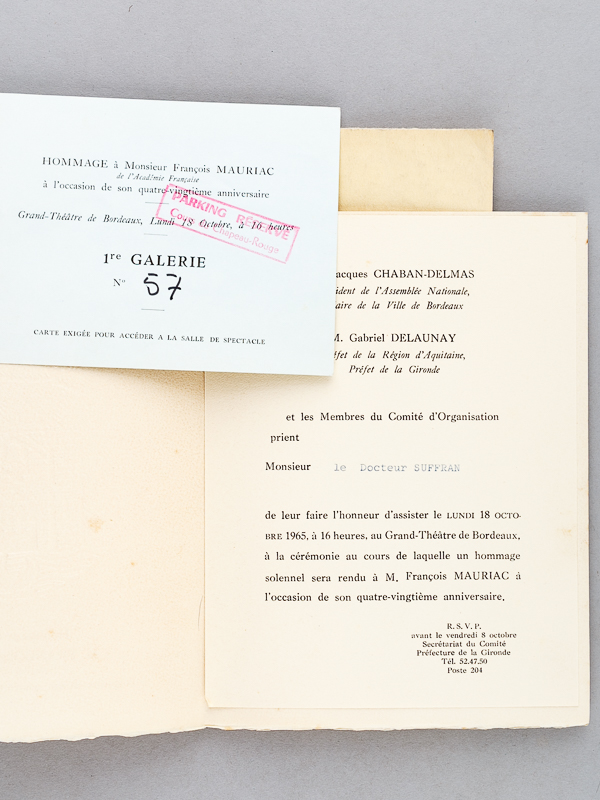 HOMMAGE à Monsieur François MAURIAC
de l'Académie Française
à l'occasion de son quatre-vingtième anniversaire
PARKING RÉSERVÉ
Cours du Chapeau-Rouge
Grand-Théâtre de Bordeaux, Lundi 18 Octobre, à 16 heures
1re GALERIE
N° 57
CARTE EXIGÉE POUR ACCÉDER A LA SALLE DE SPECTACLE
acques CHABAN-DELMAS
ident de l'Assemblée Nationale,
aire de la Ville de Bordeaux
M. Gabriel DELAUNAY
éfet de la Région d'Aquitaine,
Préfet de la Gironde
et les Membres du Comité d'Organisation
prient
Monsieur le Docteur SUFFRAN
de leur faire l'honneur d'assister le LUNDI 18 OCTO-
BRE 1965, à 16 heures, au Grand-Théâtre de Bordeaux,
à la cérémonie au cours de laquelle un hommage
solennel sera rendu à M. François MAURIAC à
l'occasion de son quatre-vingtième anniversaire.
R. S. V. P.
avant le vendredi 8 octobre
Secrétariat du Comité
Préfecture de la Gironde
Tél. 52.47.50
Poste 204